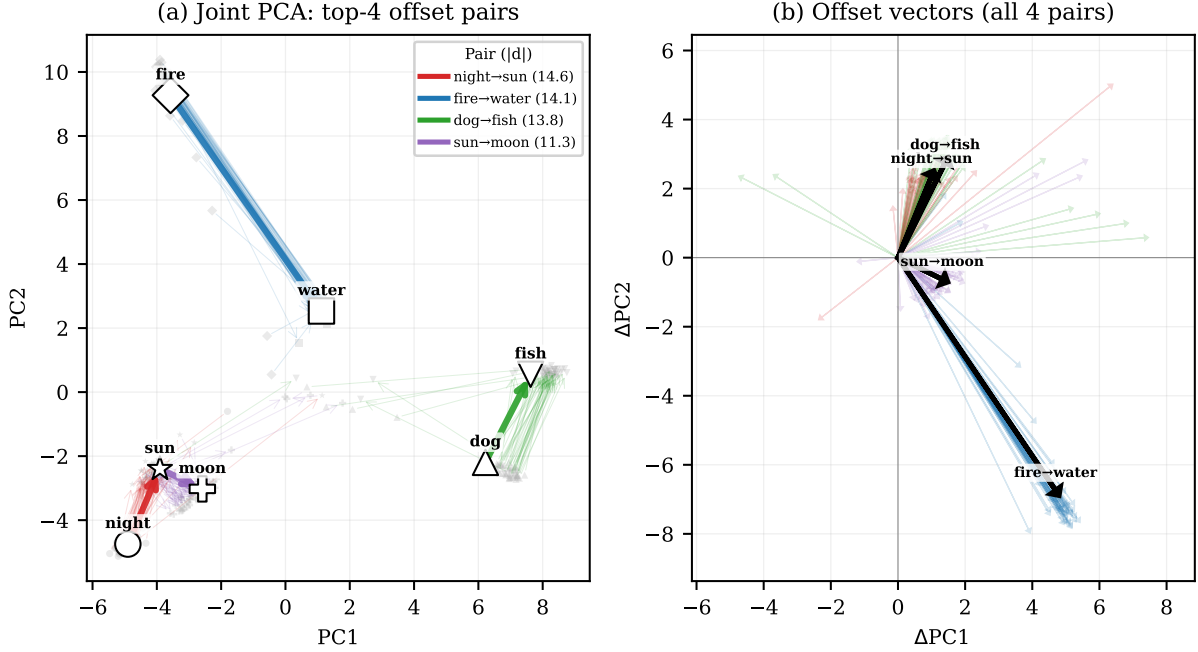 (a) Joint PCA: top-4 offset pairs
PC2
10
8
6
4
2
0
−2
−4
−6
−4
−2
0
2
4
6
8
PC1
fire
water
fish
dog
sun
moon
night
Pair (|d|)
night→sun (14.6)
fire→water (14.1)
dog→fish (13.8)
sun→moon (11.3)
(b) Offset vectors (all 4 pairs)
ΔPC2
6
4
2
0
−2
−4
−6
−8
−6
−4
−2
0
2
4
6
8
ΔPC1
dog→fish
night→sun
sun→moon
fire→water